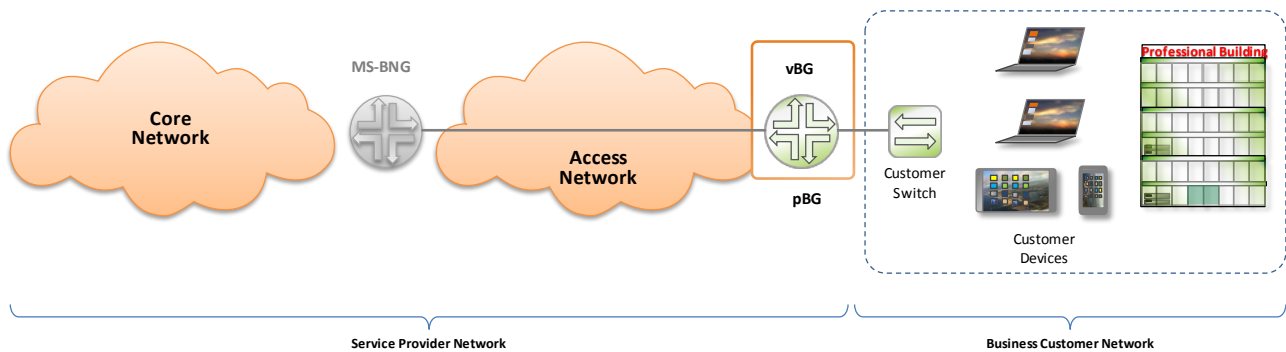 Core
Network
MS-BNG
Access
Network
vBG
pBG
Customer
Switch
Customer
Devices
Professional Building
Service Provider Network
Business Customer Network